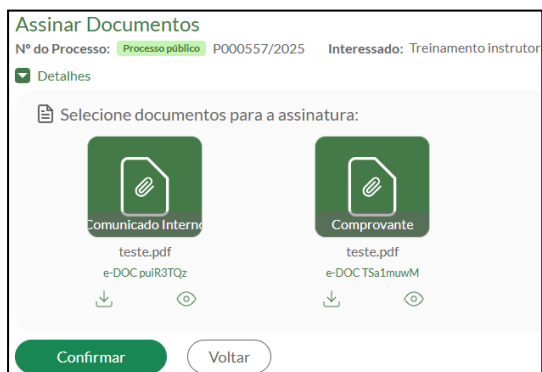 Assinar Documentos
Nº do Processo: Processo público P000557/2025 Interessado: Treinamento instrutor
Detalhes
Selecione documentos para a assinatura:
Comunicado Interno Comprovante
teste.pdf teste.pdf
e-DOC puiR3TQz e-DOC TSa1muwM
Confirmar Voltar